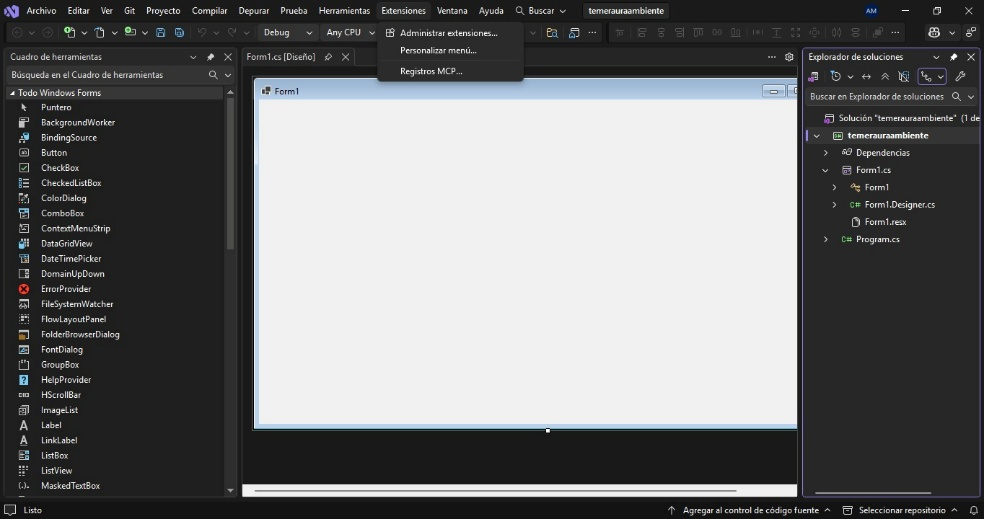 Archivo Editar Ver Git Proyecto Compilar Depurar Prueba Herramientas Extensiones Ventana Ayuda Buscar temerauraambiente AM
Debug Any CPU
Administrar extensiones...
Personalizar menú...
Registros MCP...
Cuadro de herramientas
Búsqueda en el Cuadro de herramientas
Todo Windows Forms
Puntero
BackgroundWorker
BindingSource
Button
CheckBox
CheckedListBox
ColorDialog
ComboBox
ContextMenuStrip
DataGridView
DateTimePicker
DomainUpDown
ErrorProvider
FileSystemWatcher
FlowLayoutPanel
FolderBrowserDialog
FontDialog
GroupBox
HelpProvider
HScrollBar
ImageList
Label
LinkLabel
ListBox
ListView
MaskedTextBox
Form1.cs [Diseño]
Form1
Explorador de soluciones
Buscar en Explorador de soluciones
Solución "temerauraambiente" (1 de
temerauraambiente
Dependencias
Form1.cs
Form1
C# Form1.Designer.cs
Form1.resx
C# Program.cs
Listo
Agregar al control de código fuente
Seleccionar repositorio